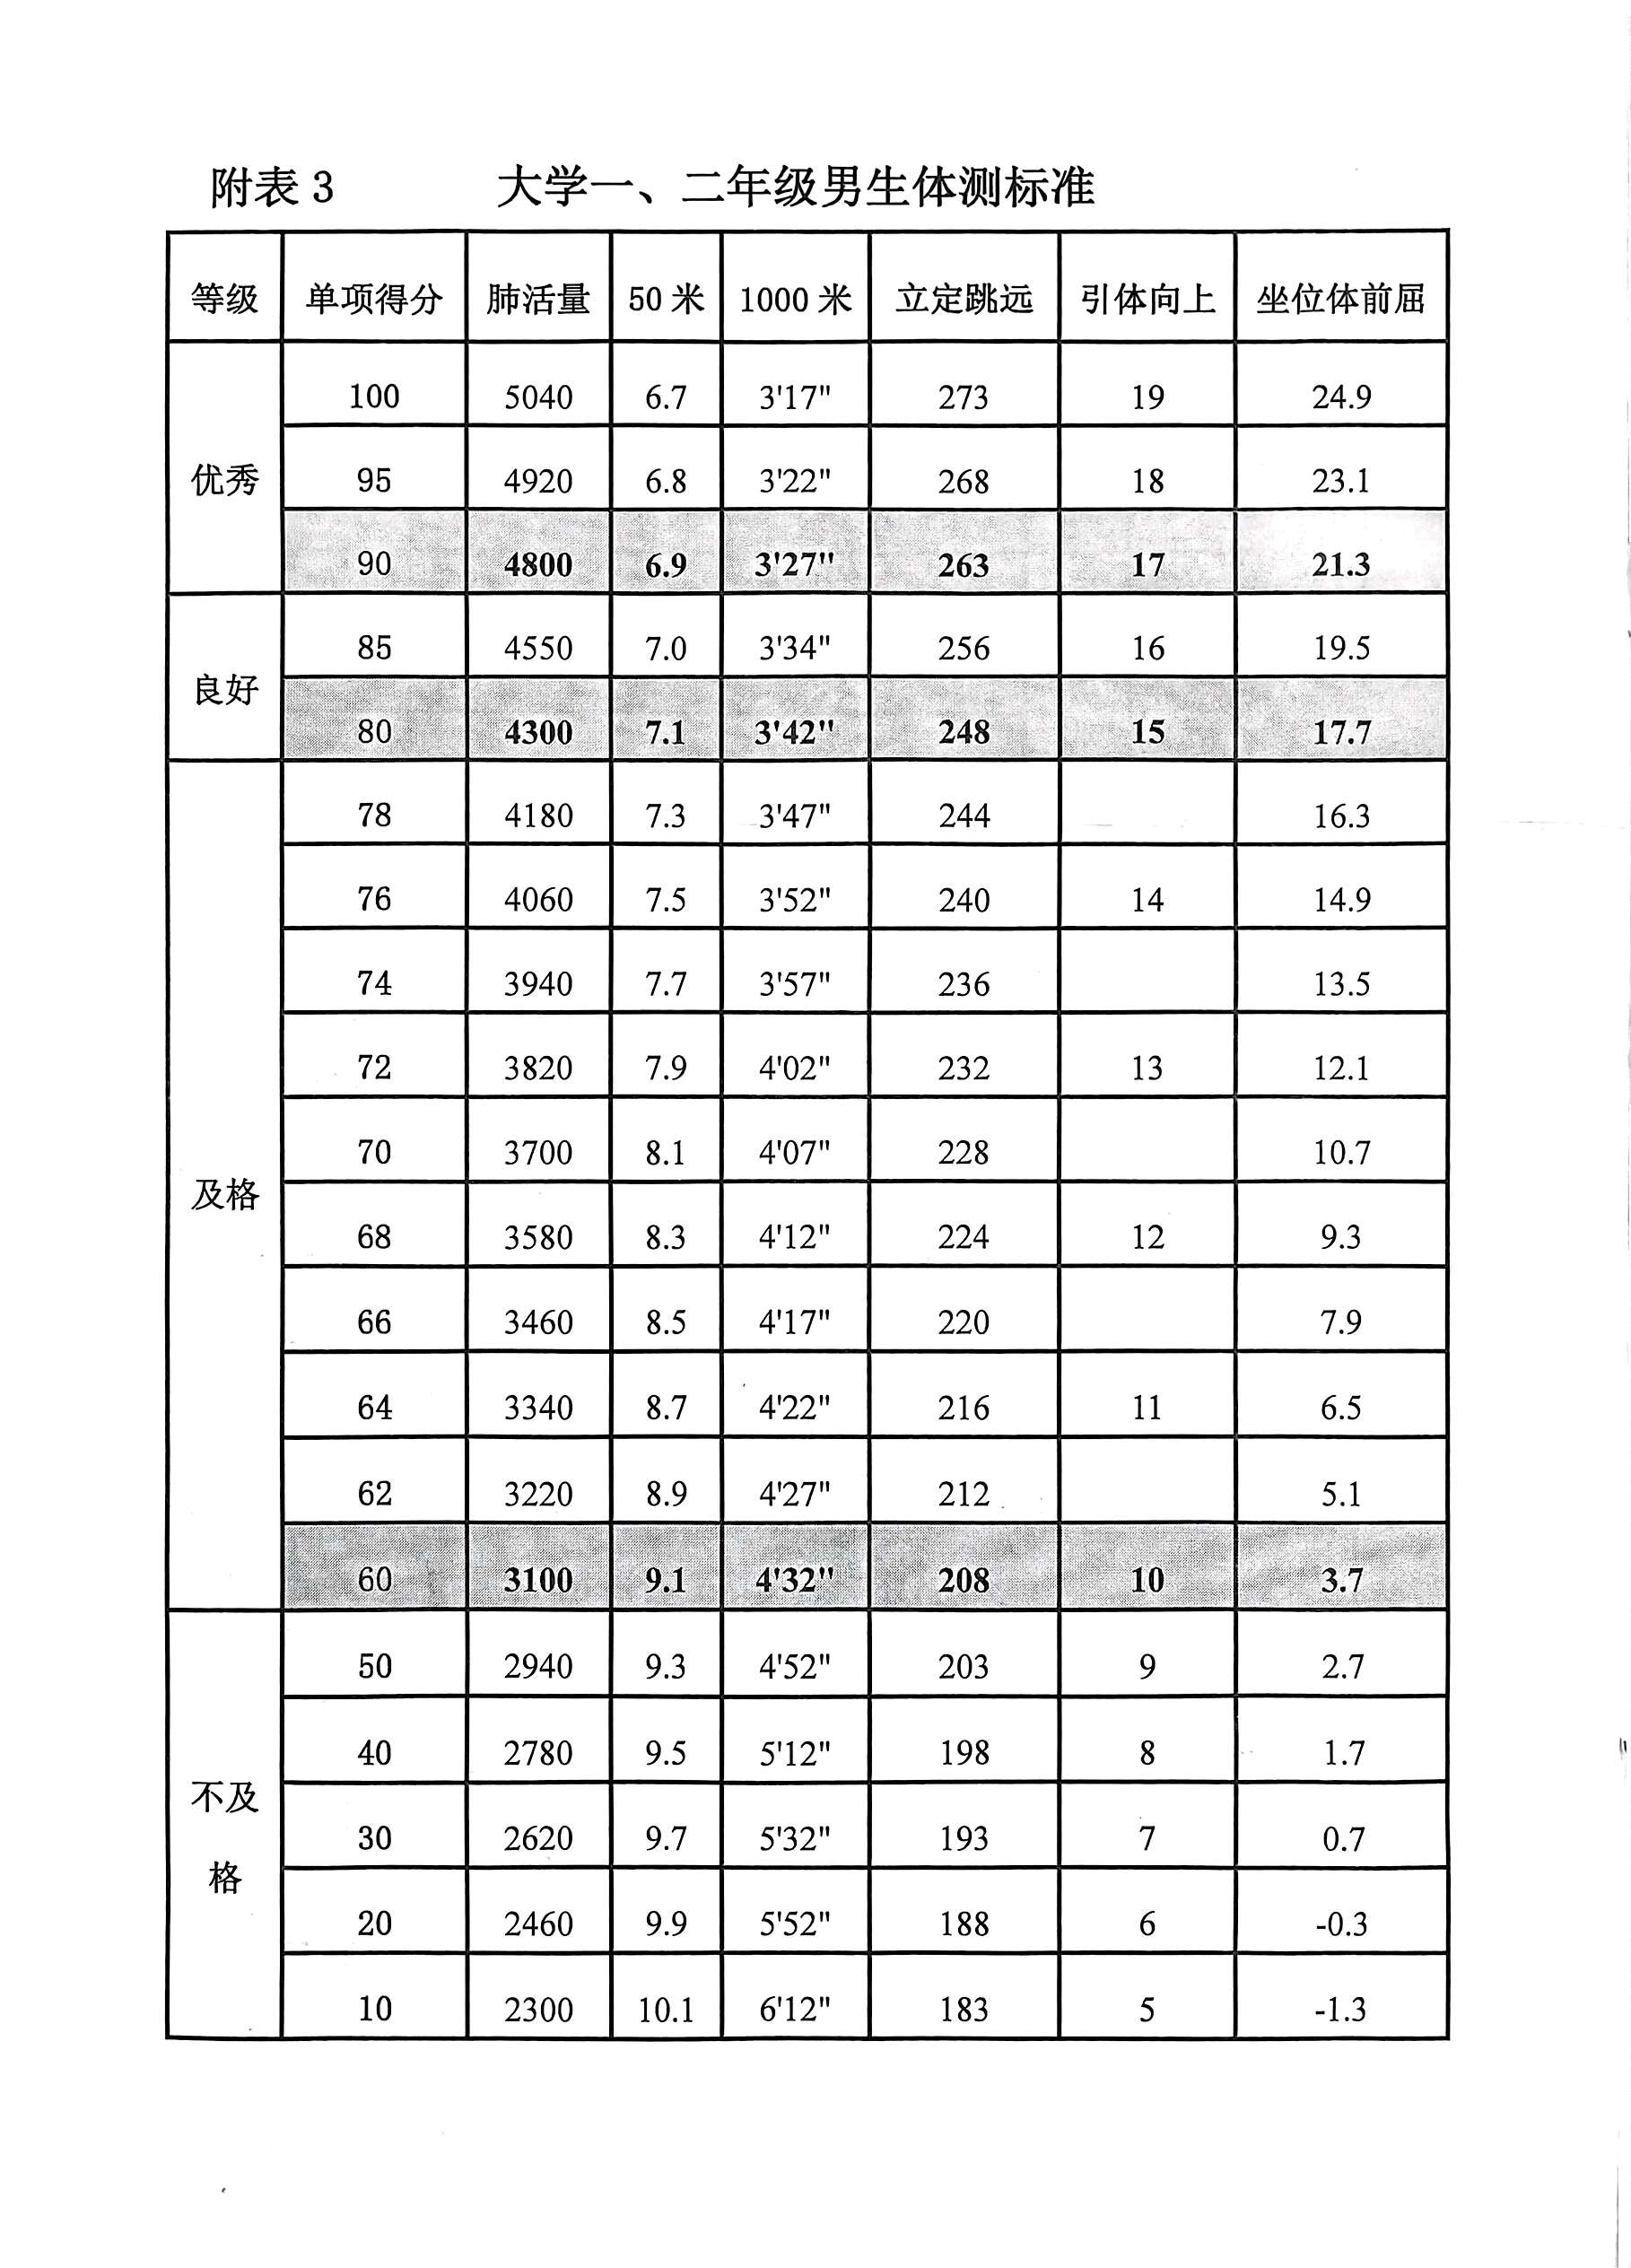 附表 3 大学一、二年级男生体测标准
等级 单项得分 肺活量 50 米 1000 米 立定跳远 引体向上 坐位体前屈
优秀
100 5040 6.7 3'17" 273 19 24.9
95 4920 6.8 3'22" 268 18 23.1
90 4800 6.9 3'27" 263 17 21.3
良好
85 4550 7.0 3'34" 256 16 19.5
80 4300 7.1 3'42" 248 15 17.7
及格
78 4180 7.3 3'47" 244 16.3
76 4060 7.5 3'52" 240 14 14.9
74 3940 7.7 3'57" 236 13.5
72 3820 7.9 4'02" 232 13 12.1
70 3700 8.1 4'07" 228 10.7
68 3580 8.3 4'12" 224 12 9.3
66 3460 8.5 4'17" 220 7.9
64 3340 8.7 4'22" 216 11 6.5
62 3220 8.9 4'27" 212 5.1
60 3100 9.1 4'32" 208 10 3.7
不及
格
50 2940 9.3 4'52" 203 9 2.7
40 2780 9.5 5'12" 198 8 1.7
30 2620 9.7 5'32" 193 7 0.7
20 2460 9.9 5'52" 188 6 -0.3
10 2300 10.1 6'12" 183 5 -1.3